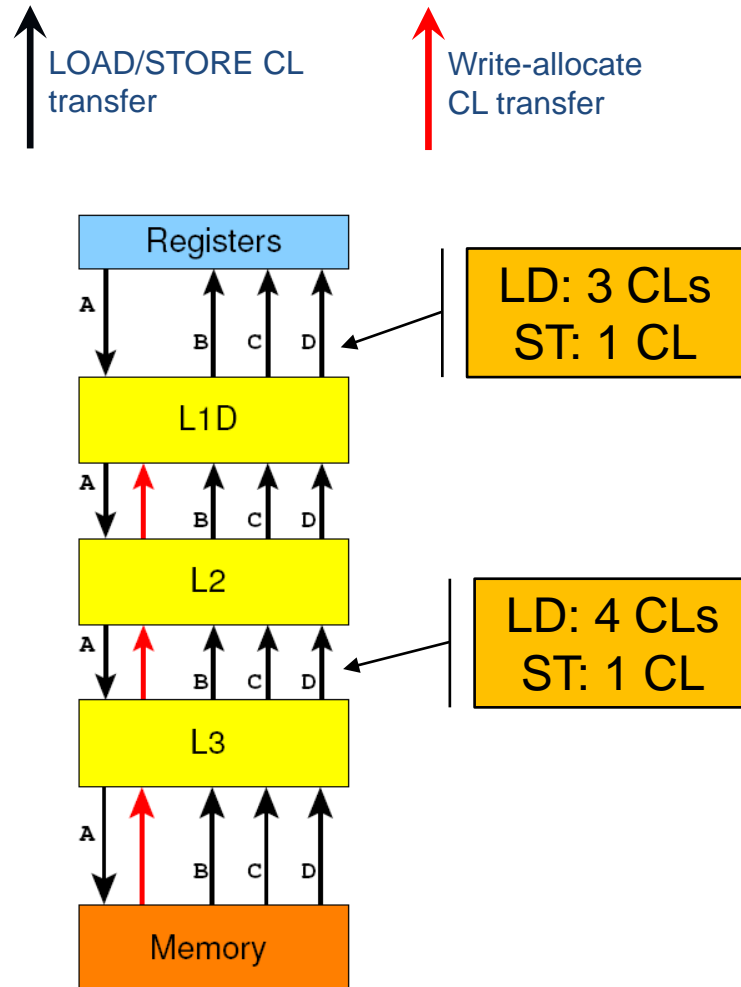 LOAD/STORE CL
transfer
Write-allocate
CL transfer
Registers
A
B C D
LD: 3 CLs
ST: 1 CL
L1D
A
B C D
L2
A
B C D
LD: 4 CLs
ST: 1 CL
L3
A
B C D
Memory